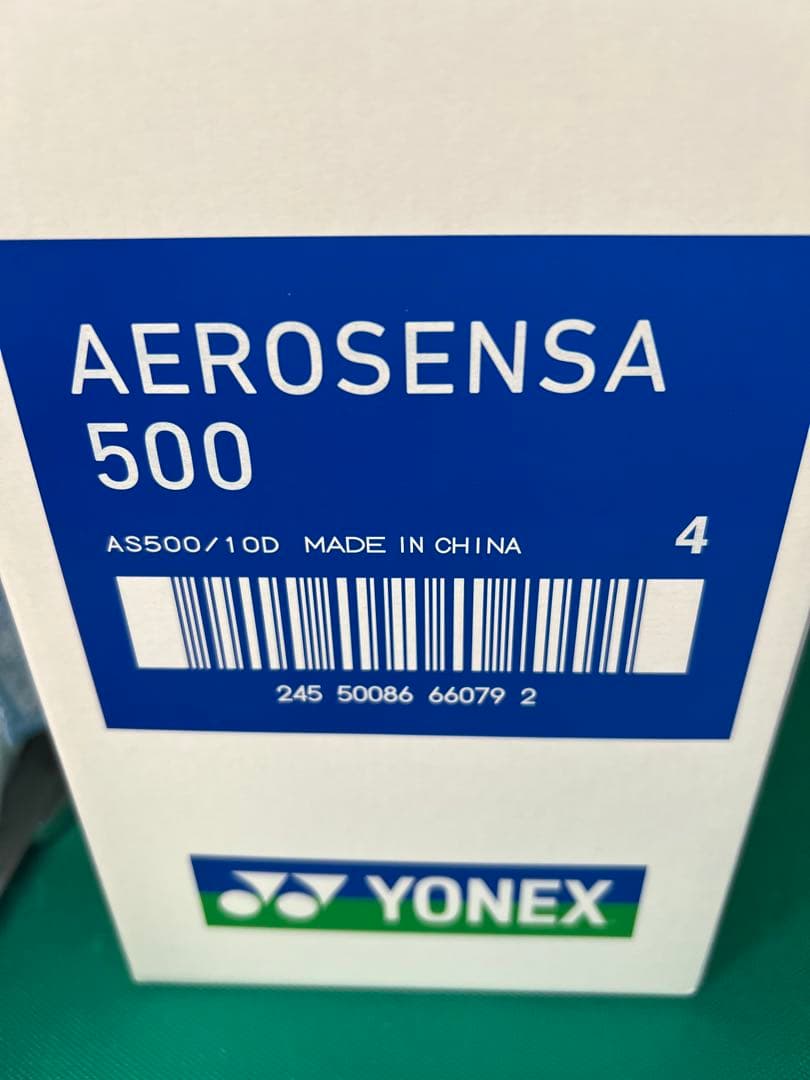 AEROSENSA
500
AS500/10D MADE IN CHINA 4
245 50086 66079 2
YONEX